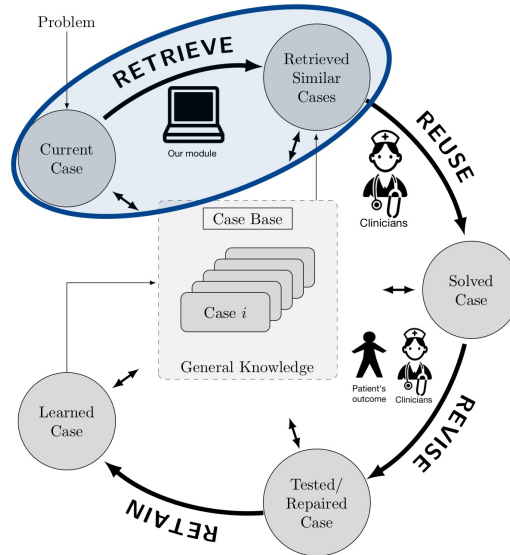 Problem
RETRIEVE
Retrieved
Similar
Cases
Our module
Current
Case
REUSE
Clinicians
Case Base
Case i
General Knowledge
Solved
Case
Patient's
outcome
Clinicians
REVISE
Learned
Case
Tested/
Repaired
Case
RETAIN